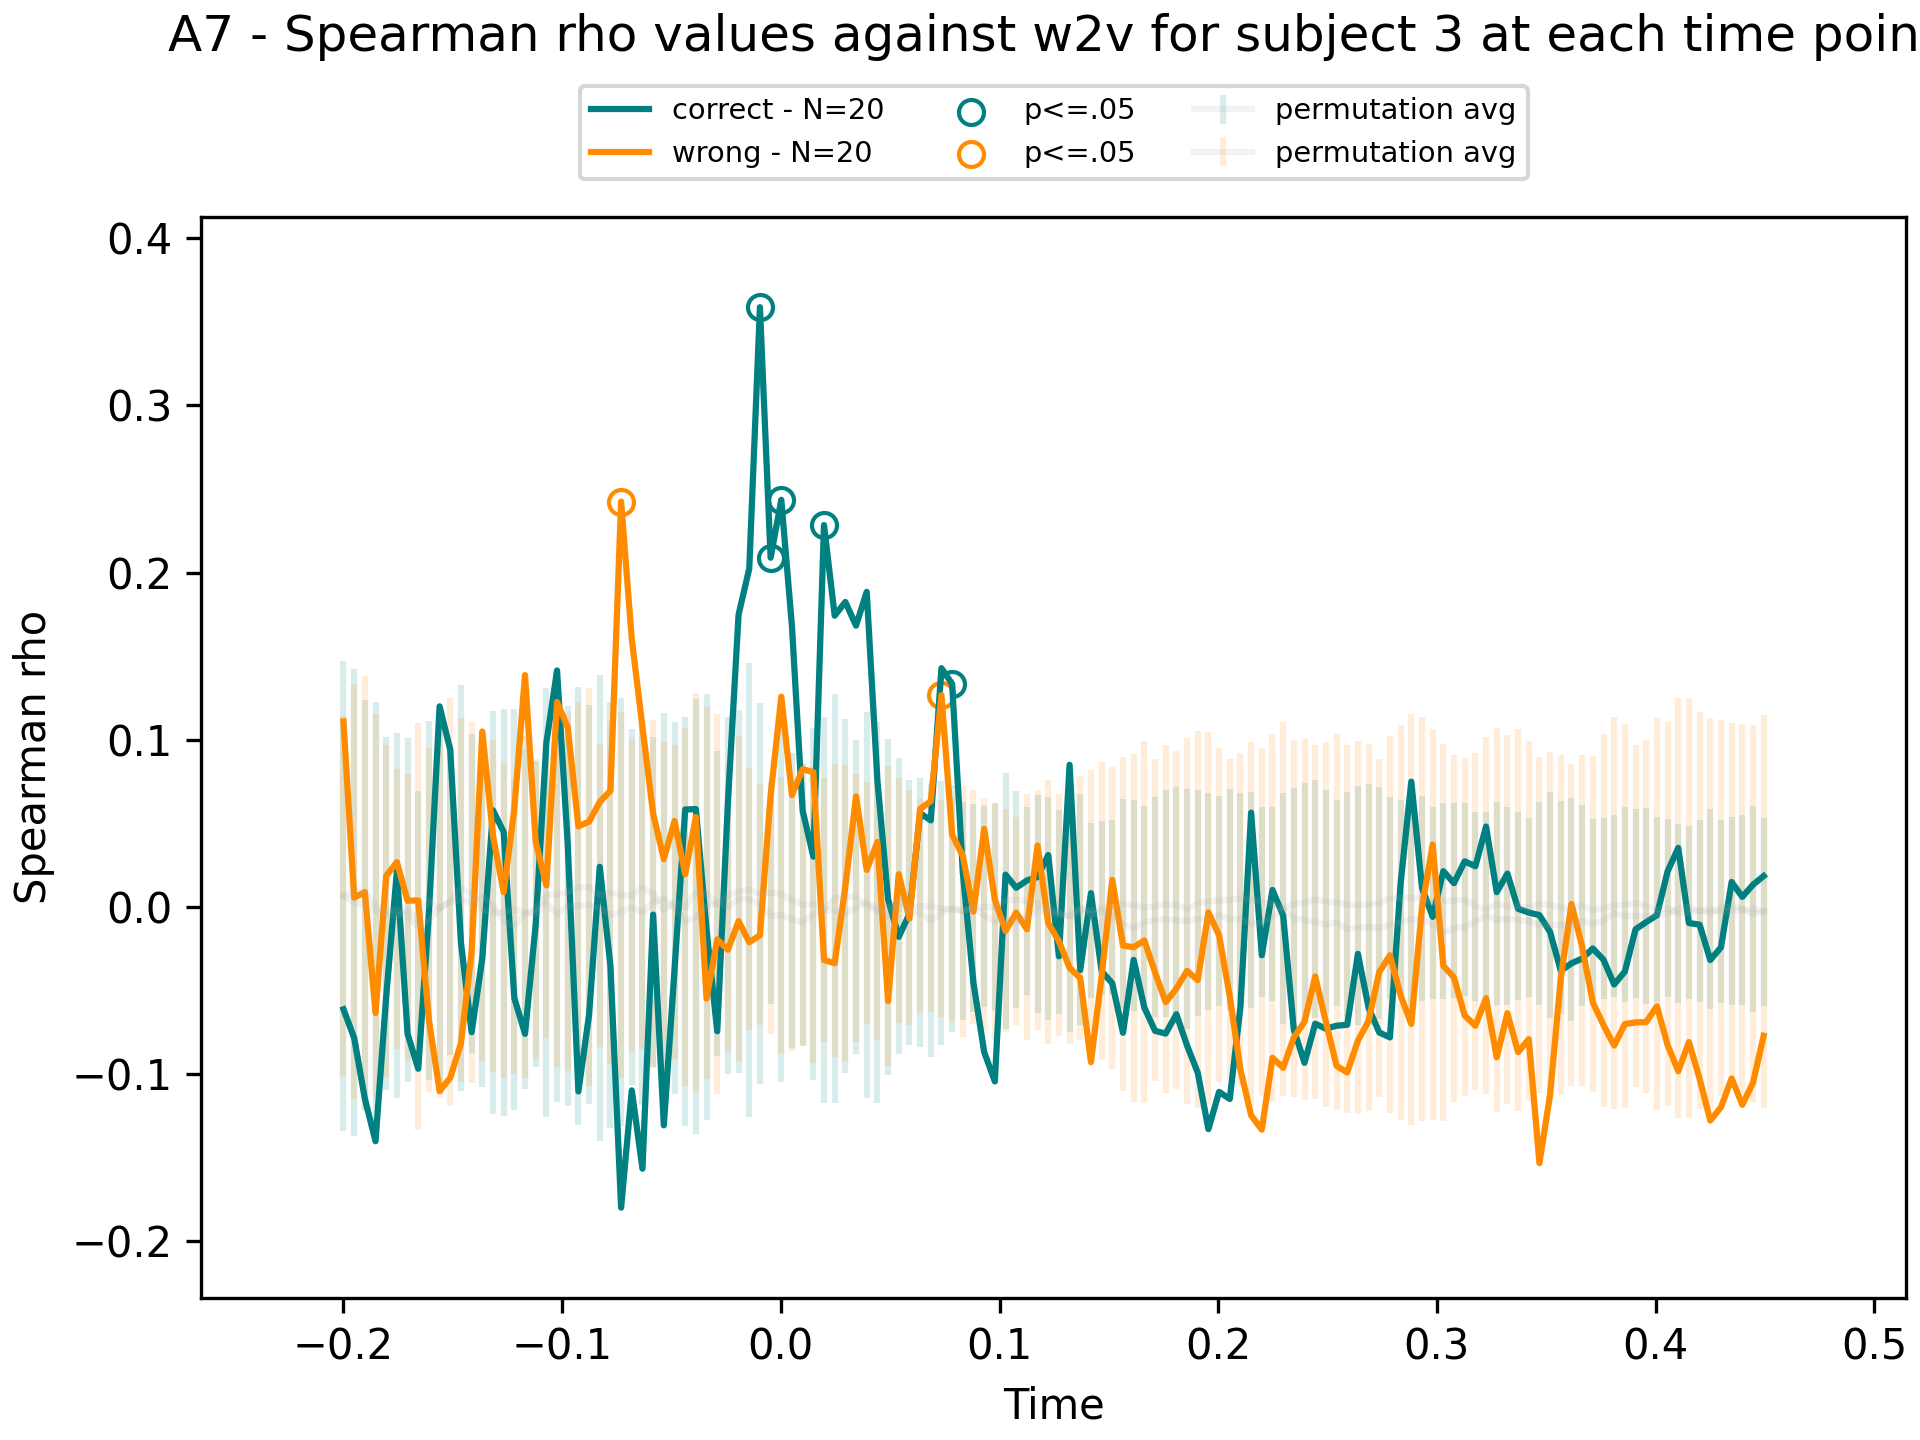 A7 - Spearman rho values against w2v for subject 3 at each time poin
correct - N=20 p<=.05 permutation avg
wrong - N=20 p<=.05 permutation avg
0.4
0.3
0.2
0.1
0.0
−0.1
−0.2
Spearman rho
−0.2 −0.1 0.0 0.1 0.2 0.3 0.4 0.5
Time